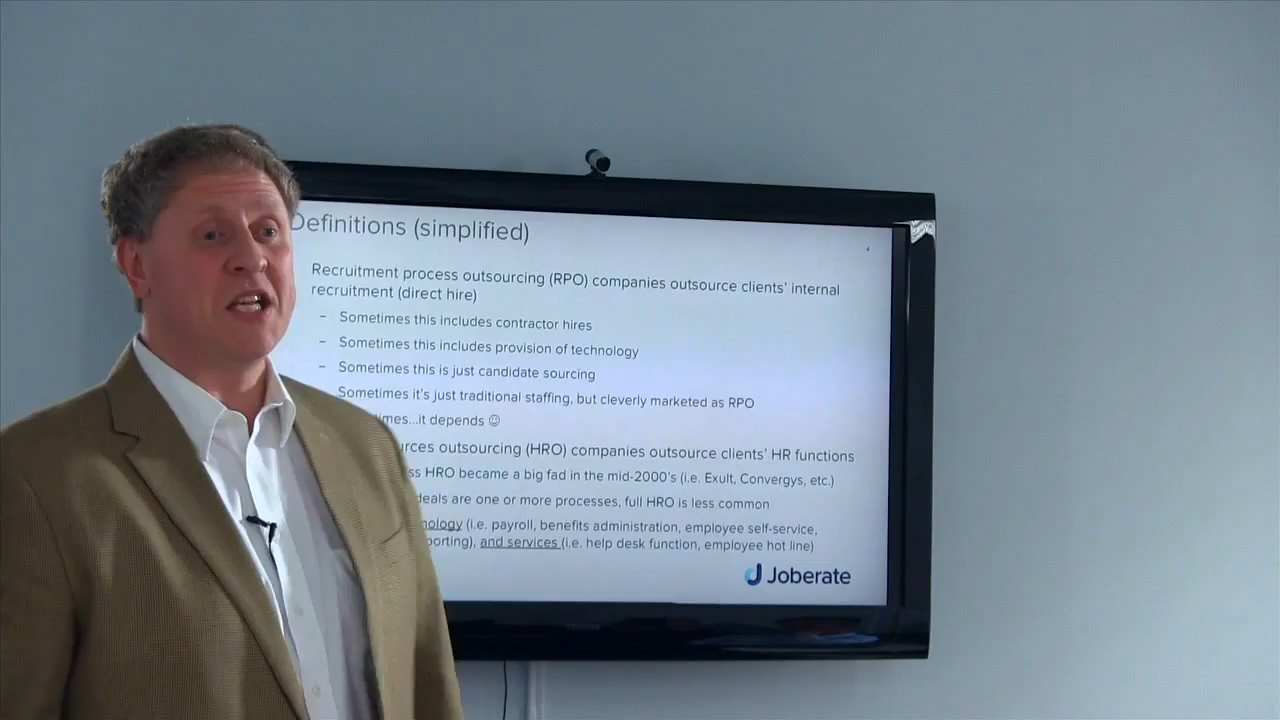 Definitions (simplified)
4
Recruitment process outsourcing (RPO) companies outsource clients' internal
recruitment (direct hire)
– Sometimes this includes contractor hires
– Sometimes this includes provision of technology
– Sometimes this is just candidate sourcing
Sometimes it's just traditional staffing, but cleverly marketed as RPO
depends ☺
outsourcing (HRO) companies outsource clients' HR functions
HRO became a big fad in the mid-2000's (i.e. Exult, Convergys, etc.)
deals are one or more processes, full HRO is less common
(i.e. payroll, benefits administration, employee self-service,
and services (i.e. help desk function, employee hot line)
Joberate